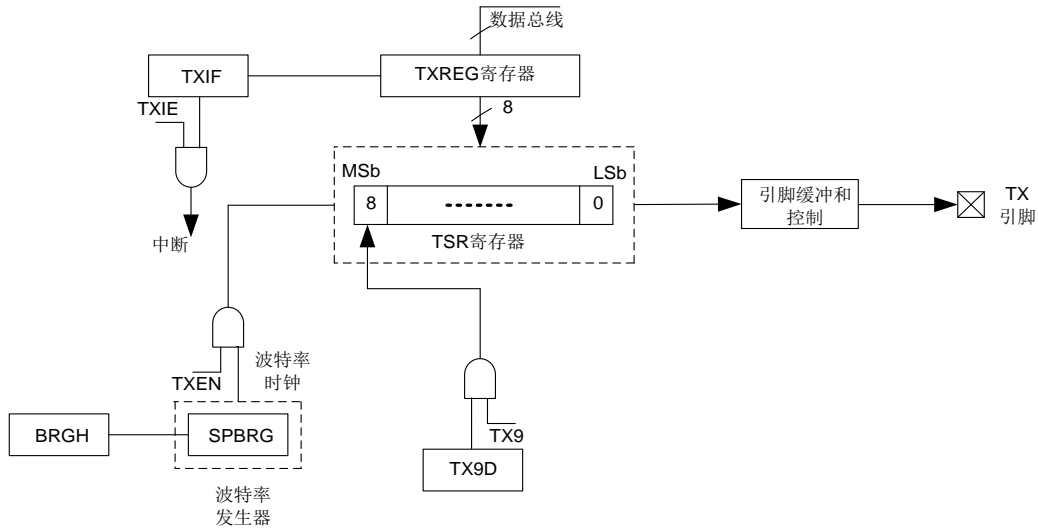 数据总线
TXIF
TXREG寄存器
TXIE
8
MSb
LSb
8
0
TSR寄存器
引脚缓冲和
控制
TX
引脚
中断
波特率
时钟
TXEN
BRGH
SPBRG
TX9
TX9D
波特率
发生器